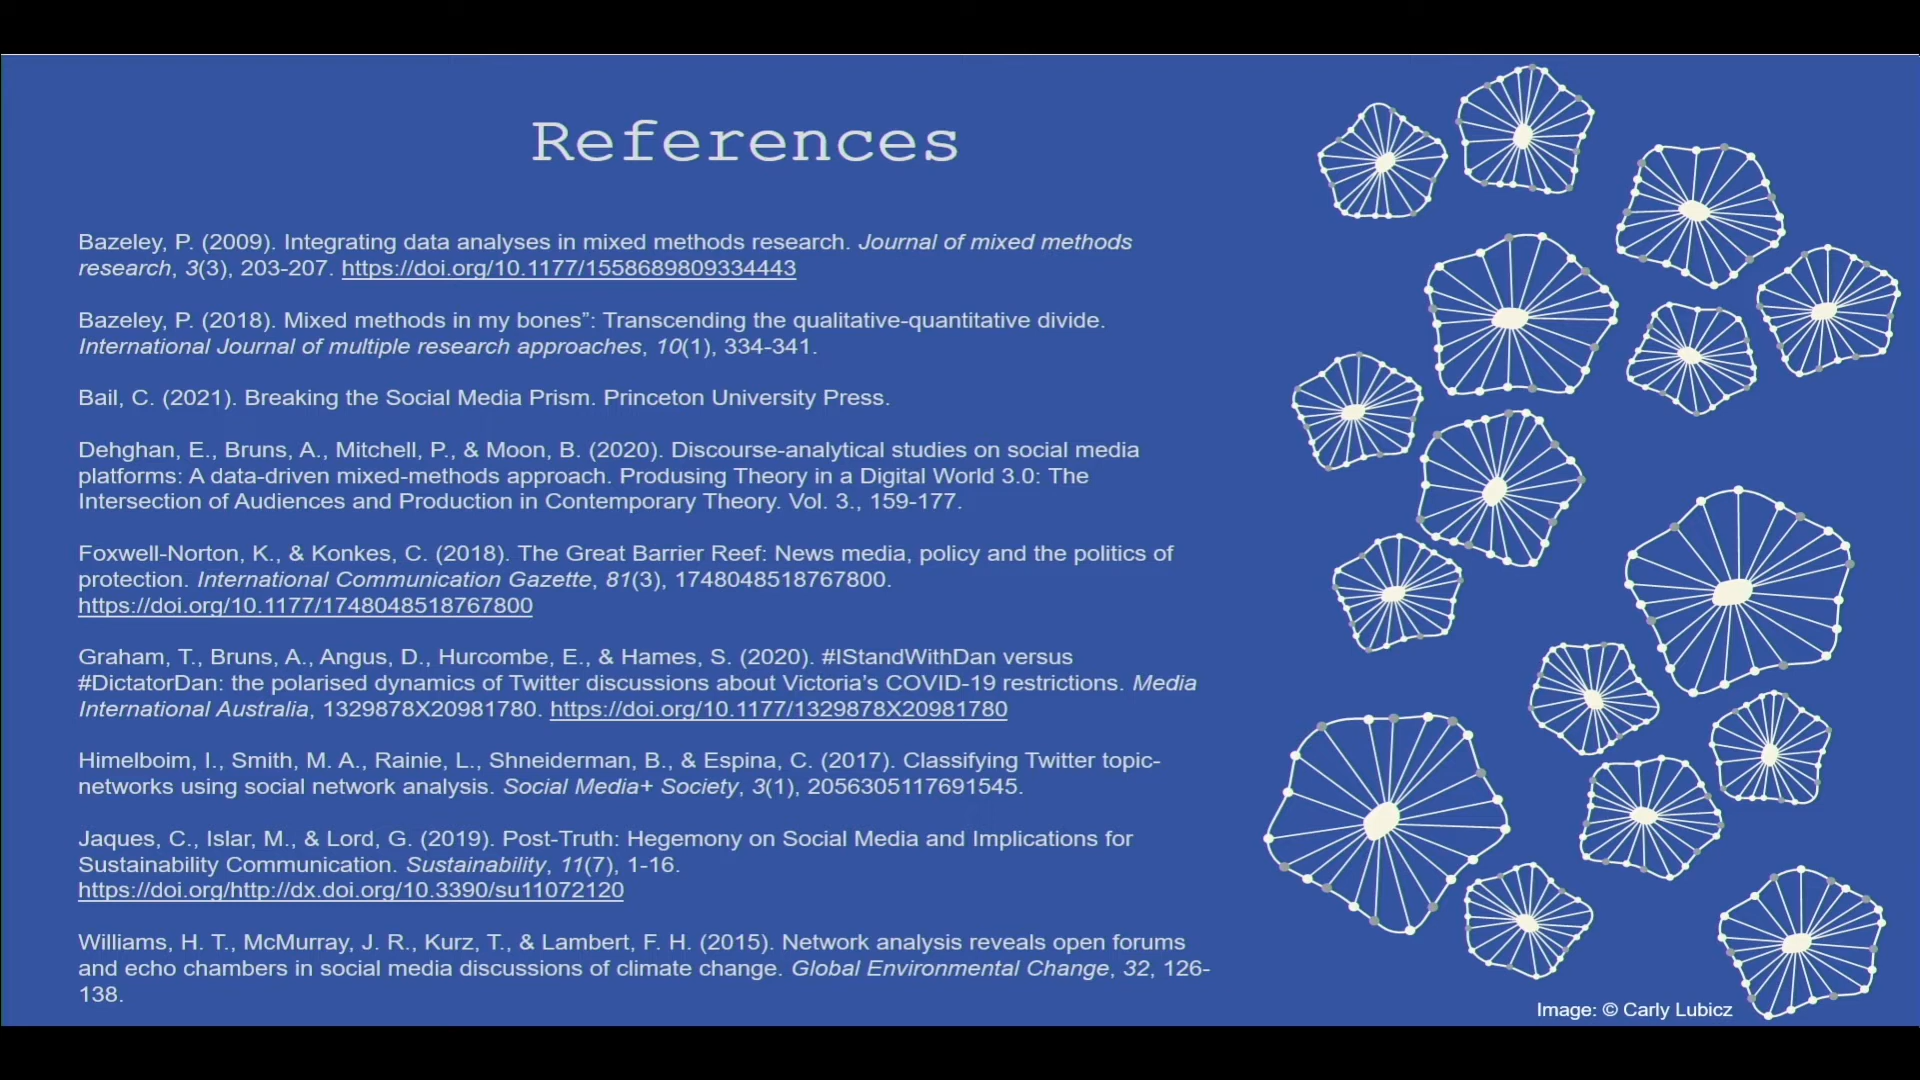 References
Bazeley, P. (2009). Integrating data analyses in mixed methods research. Journal of mixed methods
research, 3(3), 203-207. https://doi.org/10.1177/1558689809334443
Bazeley, P. (2018). Mixed methods in my bones”: Transcending the qualitative-quantitative divide.
International Journal of multiple research approaches, 10(1), 334-341.
Bail, C. (2021). Breaking the Social Media Prism. Princeton University Press.
Dehghan, E., Bruns, A., Mitchell, P., & Moon, B. (2020). Discourse-analytical studies on social media
platforms: A data-driven mixed-methods approach. Produsing Theory in a Digital World 3.0: The
Intersection of Audiences and Production in Contemporary Theory. Vol. 3., 159-177.
Foxwell-Norton, K., & Konkes, C. (2018). The Great Barrier Reef: News media, policy and the politics of
protection. International Communication Gazette, 81(3), 1748048518767800.
https://doi.org/10.1177/1748048518767800
Graham, T., Bruns, A., Angus, D., Hurcombe, E., & Hames, S. (2020). #IStandWithDan versus
#DictatorDan: the polarised dynamics of Twitter discussions about Victoria’s COVID-19 restrictions. Media
International Australia, 1329878X20981780. https://doi.org/10.1177/1329878X20981780
Himelboim, I., Smith, M. A., Rainie, L., Shneiderman, B., & Espina, C. (2017). Classifying Twitter topic-
networks using social network analysis. Social Media+ Society, 3(1), 2056305117691545.
Jaques, C., Islar, M., & Lord, G. (2019). Post-Truth: Hegemony on Social Media and Implications for
Sustainability Communication. Sustainability, 11(7), 1-16.
https://doi.org/http://dx.doi.org/10.3390/su11072120
Williams, H. T., McMurray, J. R., Kurz, T., & Lambert, F. H. (2015). Network analysis reveals open forums
and echo chambers in social media discussions of climate change. Global Environmental Change, 32, 126-
138.
Image: © Carly Lubicz